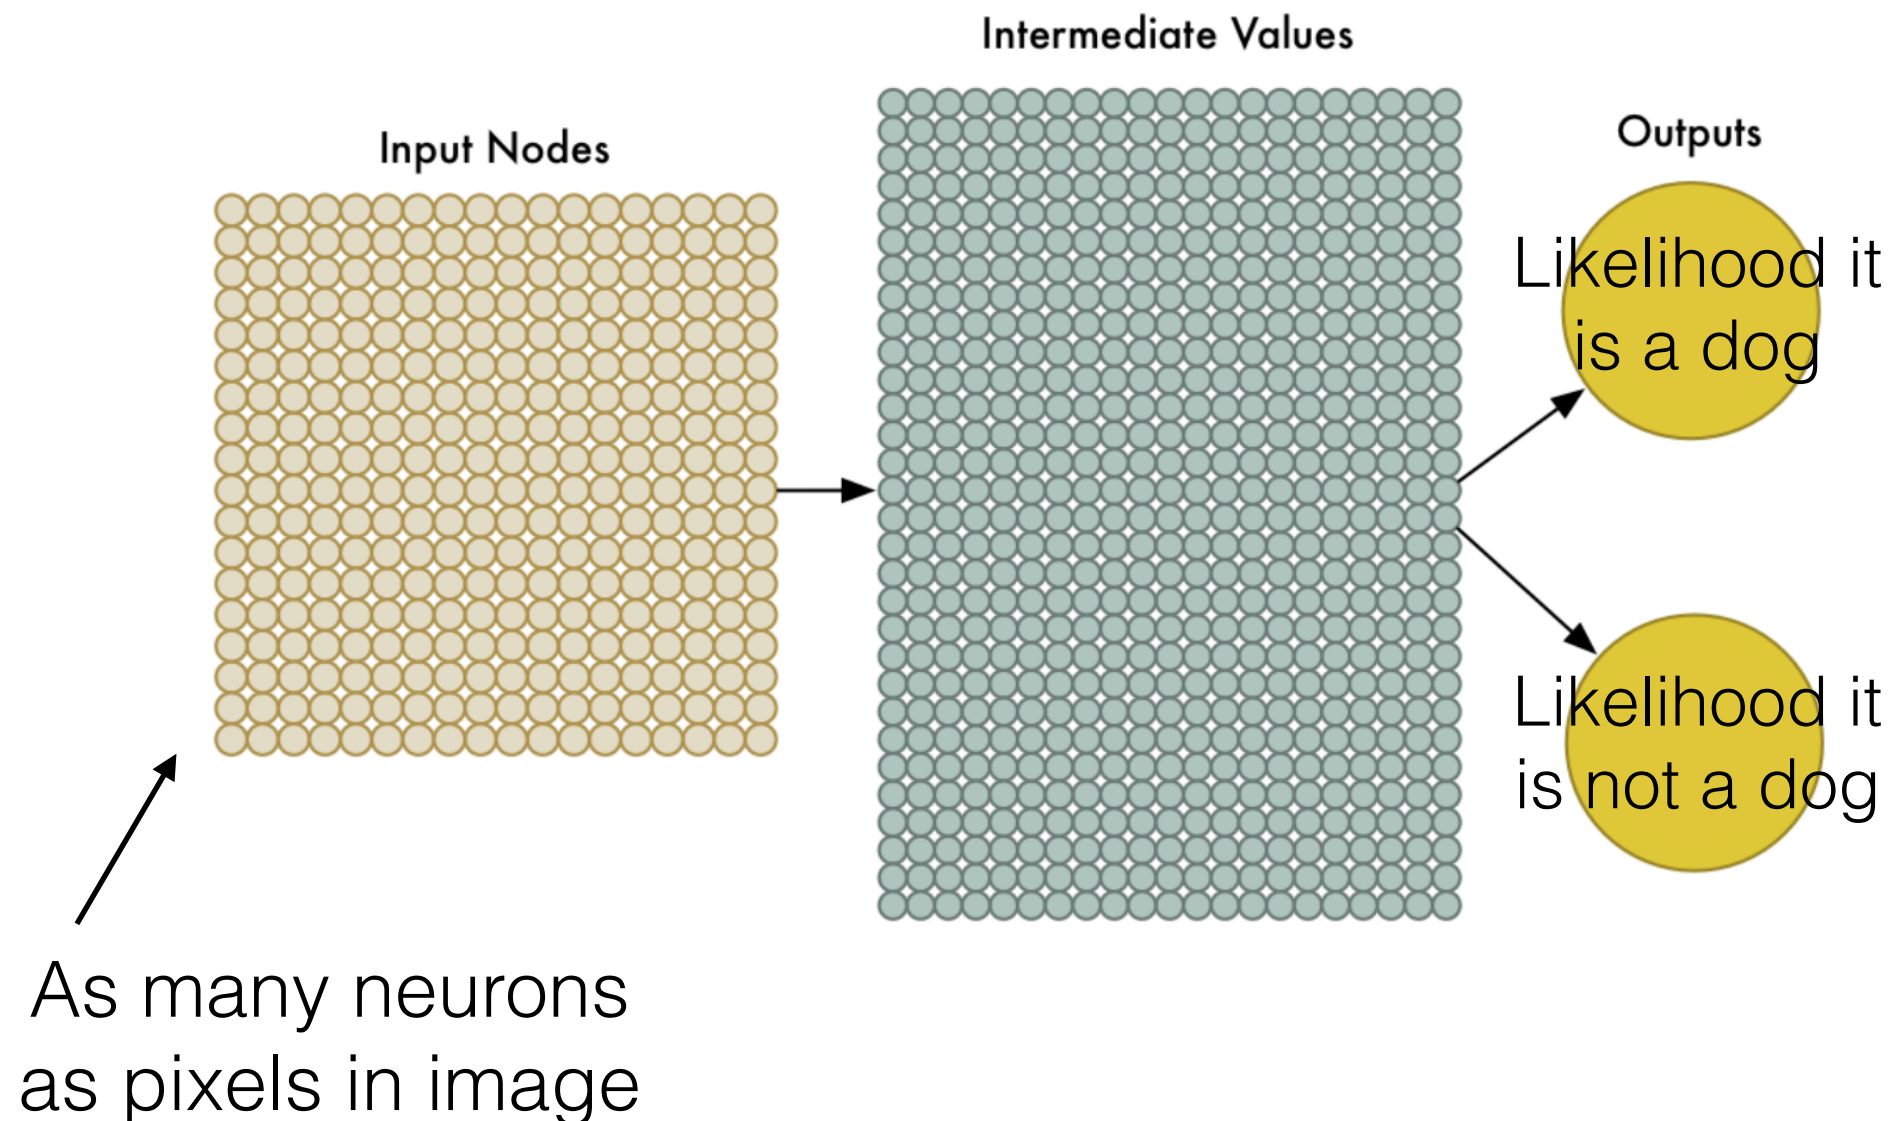 Intermediate Values
Input Nodes
Outputs
Likelihood it
is a dog
Likelihood it
is not a dog
As many neurons
as pixels in image